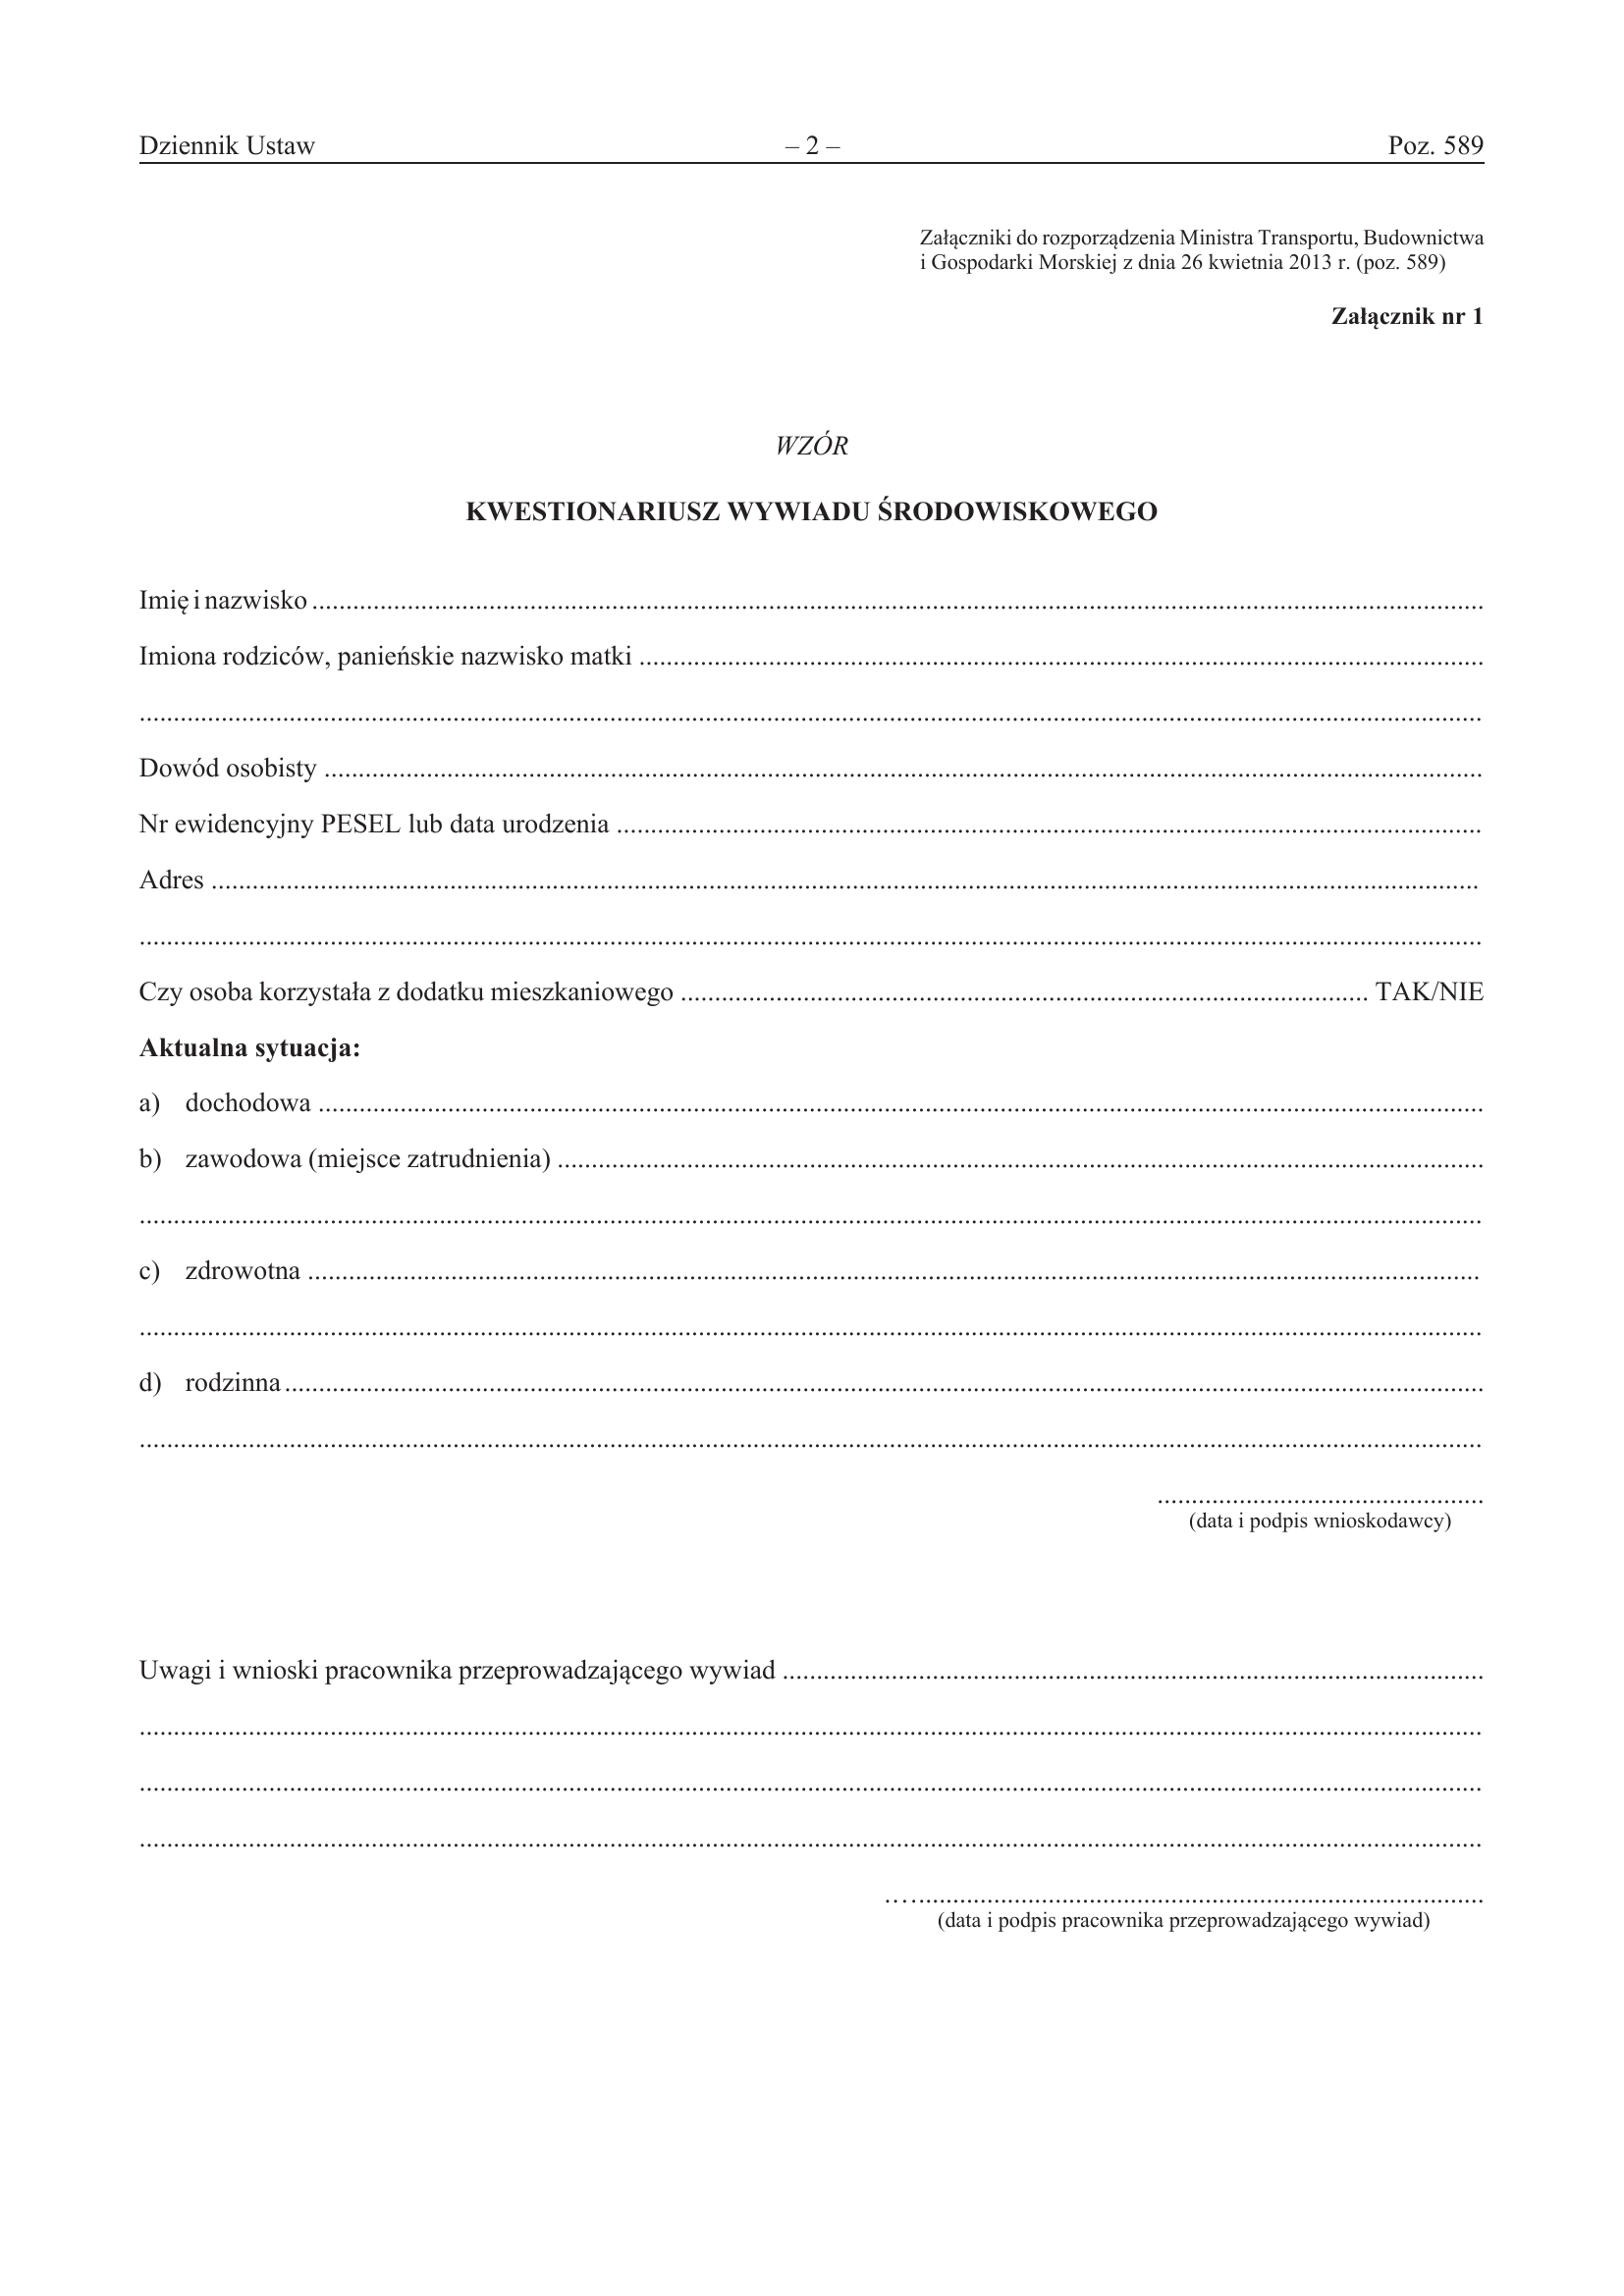 Dziennik Ustaw – 2 – Poz. 589
Załączniki do rozporządzenia Ministra Transportu, Budownictwa
i Gospodarki Morskiej z dnia 26 kwietnia 2013 r. (poz. 589)
Załącznik nr 1
WZÓR
KWESTIONARIUSZ WYWIADU ŚRODOWISKOWEGO
Imię i nazwisko ....................
Imiona rodziców, panieńskie nazwisko matki ....................
....................
Dowód osobisty ....................
Nr ewidencyjny PESEL lub data urodzenia ....................
Adres ....................
....................
Czy osoba korzystała z dodatku mieszkaniowego .................... TAK/NIE
Aktualna sytuacja:
a) dochodowa ....................
b) zawodowa (miejsce zatrudnienia) ....................
....................
c) zdrowotna ....................
....................
d) rodzinna ....................
....................
....................
(data i podpis wnioskodawcy)
Uwagi i wnioski pracownika przeprowadzającego wywiad ....................
....................
....................
....................
....................
(data i podpis pracownika przeprowadzającego wywiad)